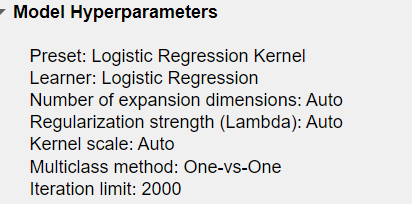 Model Hyperparameters
Preset: Logistic Regression Kernel
Learner: Logistic Regression
Number of expansion dimensions: Auto
Regularization strength (Lambda): Auto
Kernel scale: Auto
Multiclass method: One-vs-One
Iteration limit: 2000